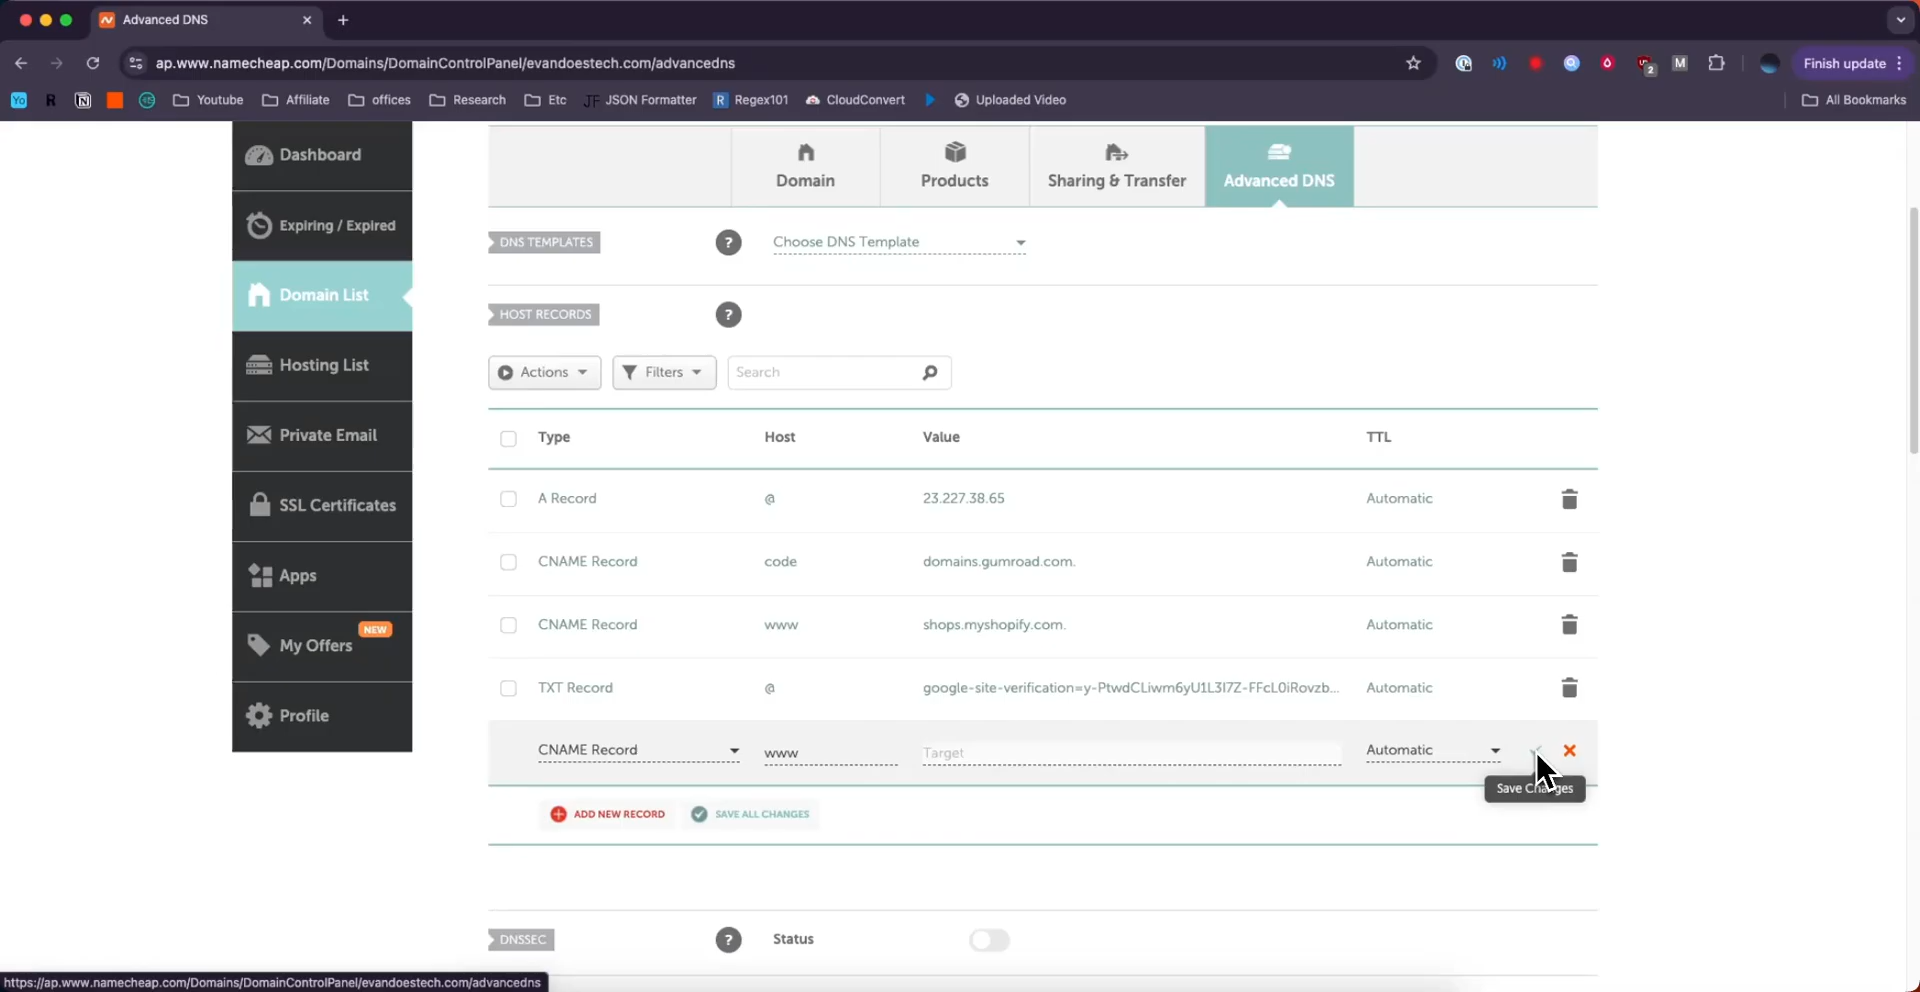 Advanced DNS
ap.www.namecheap.com/Domains/DomainControlPanel/evandoestech.com/advancedns
2
M
Finish update
Yo
R
Youtube
Affiliate
offices
Research
Etc
JF JSON Formatter
R Regex101
CloudConvert
Uploaded Video
All Bookmarks
Dashboard
Expiring / Expired
Domain List
Hosting List
Private Email
SSL Certificates
Apps
NEW
My Offers
Profile
Domain
Products
Sharing & Transfer
Advanced DNS
DNS TEMPLATES
?
Choose DNS Template
HOST RECORDS
?
Actions
Filters
Search
Type Host Value TTL
A Record @ 23.227.38.65 Automatic
CNAME Record code domains.gumroad.com. Automatic
CNAME Record www shops.myshopify.com. Automatic
TXT Record @ google-site-verification=y-PtwdCLiwm6yU1L3I7Z-FFcL0iRovzb... Automatic
CNAME Record www Target Automatic
Save Changes
ADD NEW RECORD
SAVE ALL CHANGES
DNSSEC
?
Status
https://ap.www.namecheap.com/Domains/DomainControlPanel/evandoestech.com/advancedns